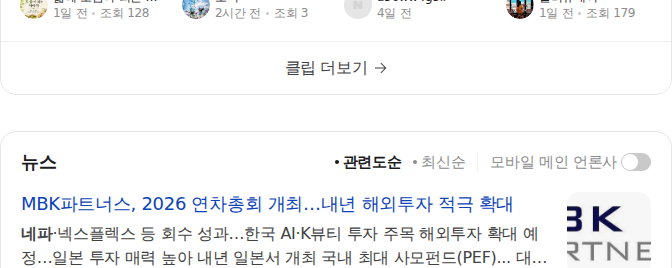 1일 전 · 조회 128
2시간 전 · 조회 3
N
4일 전
1일 전 · 조회 179
클립 더보기 →
뉴스
• 관련도순 • 최신순
모바일 메인 언론사
MBK파트너스, 2026 연차총회 개최…내년 해외투자 적극 확대
네파·넥스플렉스 등 회수 성과…한국 AI·K뷰티 투자 주목 해외투자 확대 예
정…일본 투자 매력 높아 내년 일본서 개최 국내 최대 사모펀드(PEF)... 대…
BK
RTNE